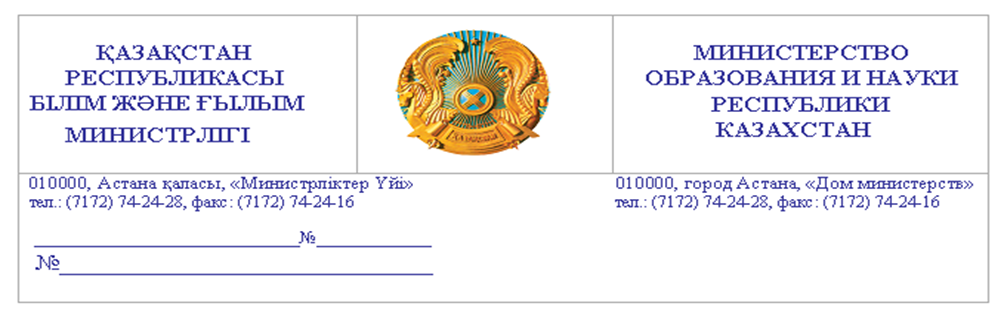 ҚАЗАҚСТАН
РЕСПУБЛИКАСЫ
БІЛІМ ЖӘНЕ ҒЫЛЫМ
МИНИСТРЛІГІ
ҚАЗАҚСТАН
МИНИСТЕРСТВО
ОБРАЗОВАНИЯ И НАУКИ
РЕСПУБЛИКИ
КАЗАХСТАН
010000, Астана қаласы, «Министрліктер Үйі»
тел.: (7172) 74-24-28, факс: (7172) 74-24-16
010000, город Астана, «Дом министерств»
тел.: (7172) 74-24-28, факс: (7172) 74-24-16
№
№